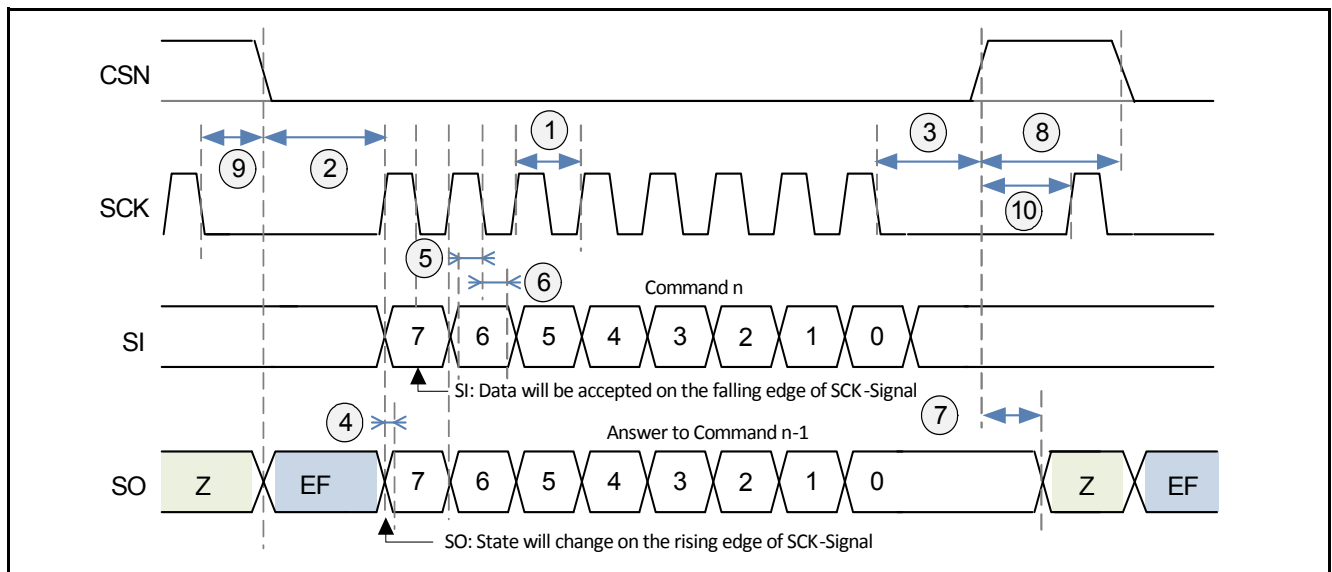 CSN
1
3
8
9
2
SCK
10
5
6
Command n
SI
7 6 5 4 3 2 1 0
SI: Data will be accepted on the falling edge of SCK-Signal
4
7
Answer to Command n-1
SO
Z EF 7 6 5 4 3 2 1 0 Z EF
SO: State will change on the rising edge of SCK-Signal